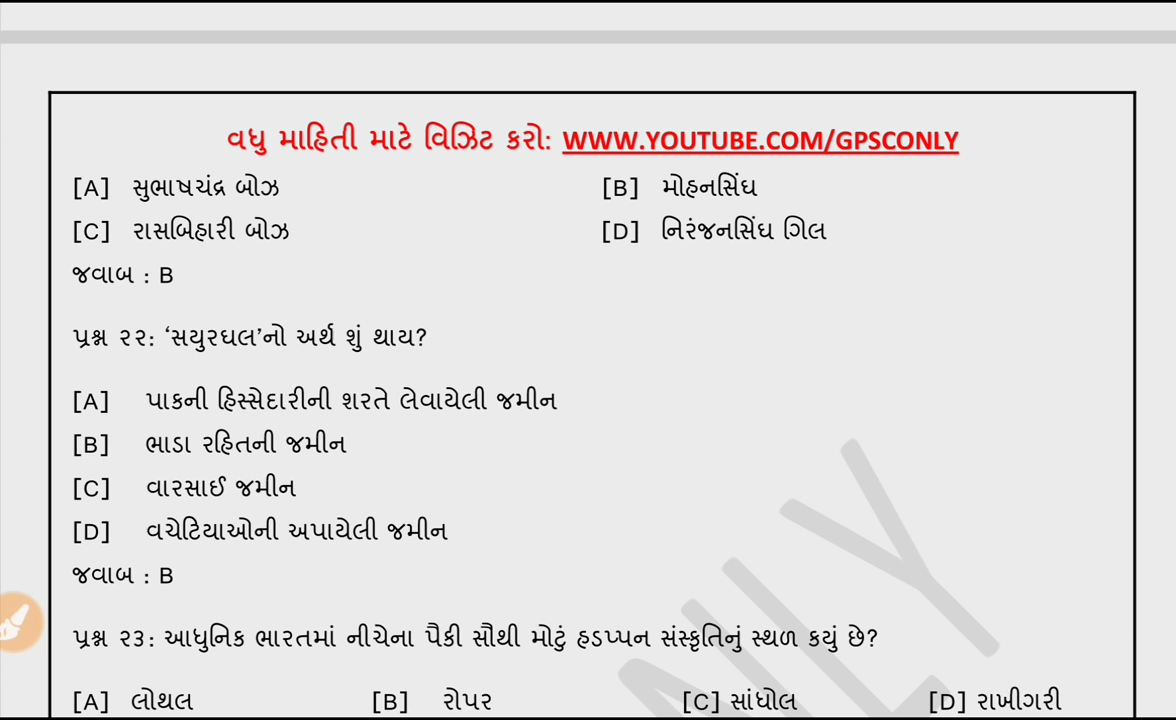 વધુ માહિતી માટે વિઝિટ કરો: WWW.YOUTUBE.COM/GPSCONLY
[A] સુભાષચંદ્ર બોઝ [B] મોહનસિંઘ
[C] રાસબિહારી બોઝ [D] નિરંજનસિંઘ ગિલ
જવાબ : B
પ્રશ્ન ૨૨: ‘સયુરઘલ’નો અર્થ શું થાય?
[A] પાકની હિસ્સેદારીની શરતે લેવાયેલી જમીન
[B] ભાડા રહિતની જમીન
[C] વારસાઈ જમીન
[D] વચેટિયાઓની અપાયેલી જમીન
જવાબ : B
પ્રશ્ન ૨૩: આધુનિક ભારતમાં નીચેના પૈકી સૌથી મોટું હડપ્પન સંસ્કૃતિનું સ્થળ કયું છે?
[A] લોથલ [B] રોપર [C] સાંધોલ [D] રાખીગરી
NLY